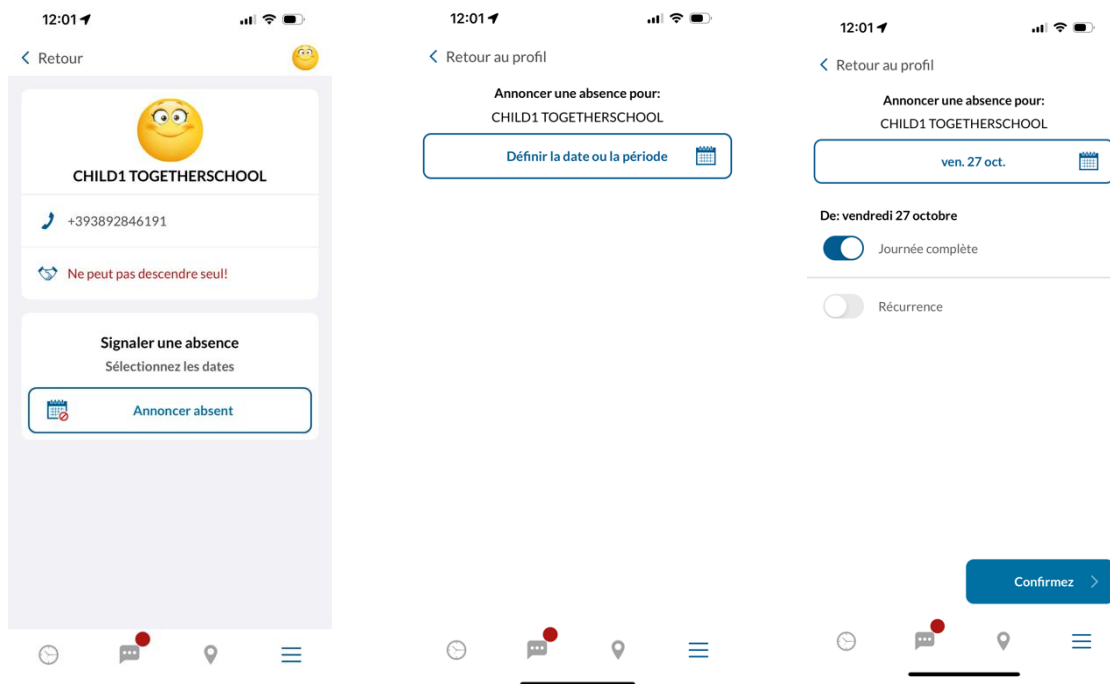 12:01
Retour
CHILD1 TOGETHERSCHOOL
+393892846191
Ne peut pas descendre seul!
Signaler une absence
Sélectionnez les dates
Annoncer absent
12:01
Retour au profil
Annoncer une absence pour:
CHILD1 TOGETHERSCHOOL
Définir la date ou la période
12:01
Retour au profil
Annoncer une absence pour:
CHILD1 TOGETHERSCHOOL
ven. 27 oct.
De: vendredi 27 octobre
Journée complète
Récurrence
Confirmez